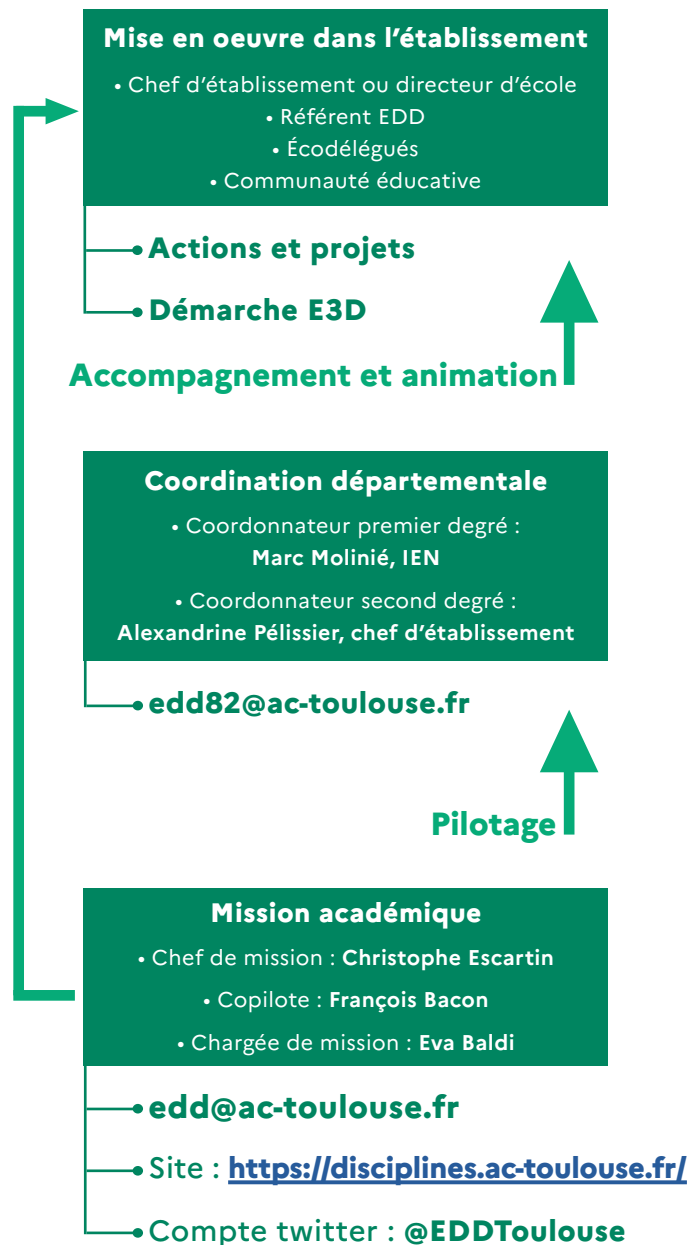 Mise en oeuvre dans l’établissement
• Chef d’établissement ou directeur d’école
• Référent EDD
• Écodélégués
• Communauté éducative
Actions et projets
Démarche E3D
Accompagnement et animation
Coordination départementale
• Coordonnateur premier degré :
Marc Molinié, IEN
• Coordonnateur second degré :
Alexandrine Pélissier, chef d’établissement
edd82@ac-toulouse.fr
Pilotage
Mission académique
• Chef de mission : Christophe Escartin
• Copilote : François Bacon
• Chargée de mission : Eva Baldi
edd@ac-toulouse.fr
Site : https://disciplines.ac-toulouse.fr/
Compte twitter : @EDDToulouse